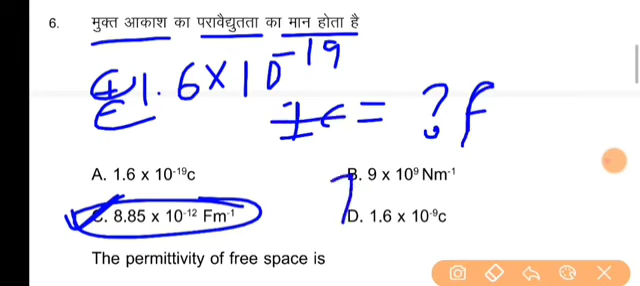 6. मुक्त आकाश का परावैद्युतता का मान होता है
1.6×10⁻¹⁹
= ? F
A. 1.6 x 10⁻¹⁹c
B. 9 x 10⁹ Nm⁻¹
C. 8.85 x 10⁻¹² Fm⁻¹
D. 1.6 x 10⁻⁹c
The permittivity of free space is